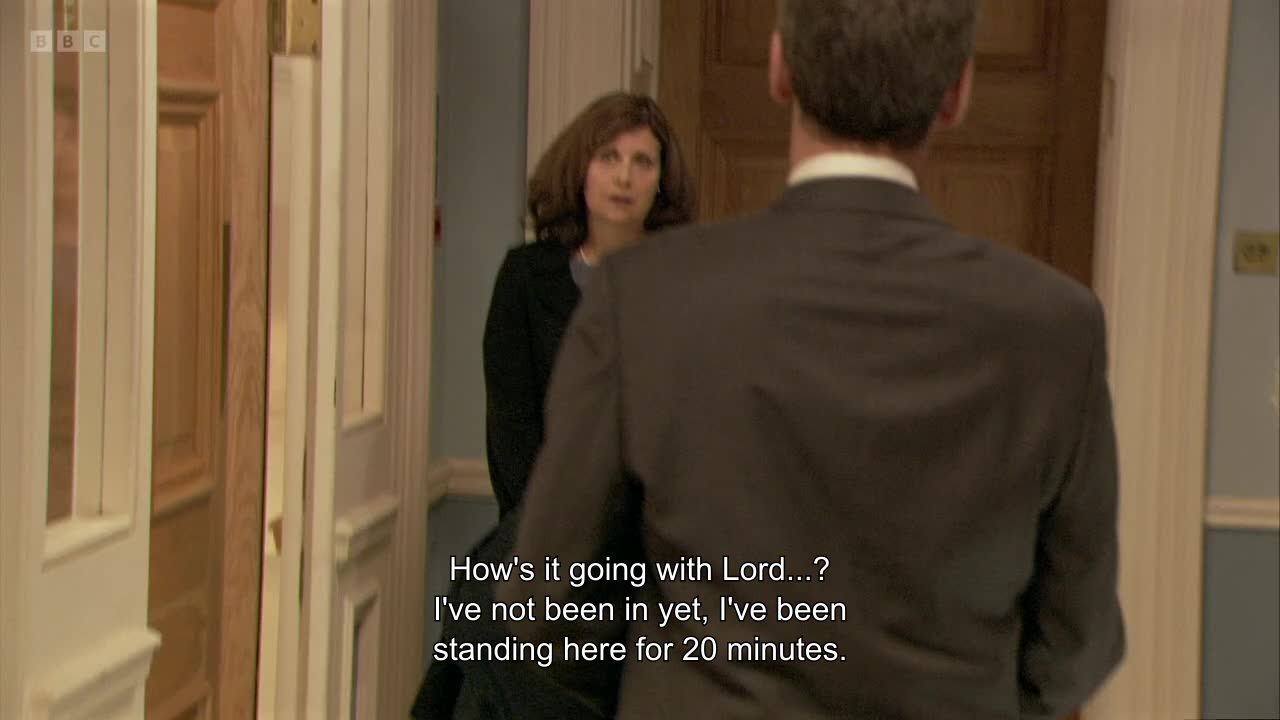 BBC
How's it going with Lord...?
I've not been in yet, I've been
standing here for 20 minutes.